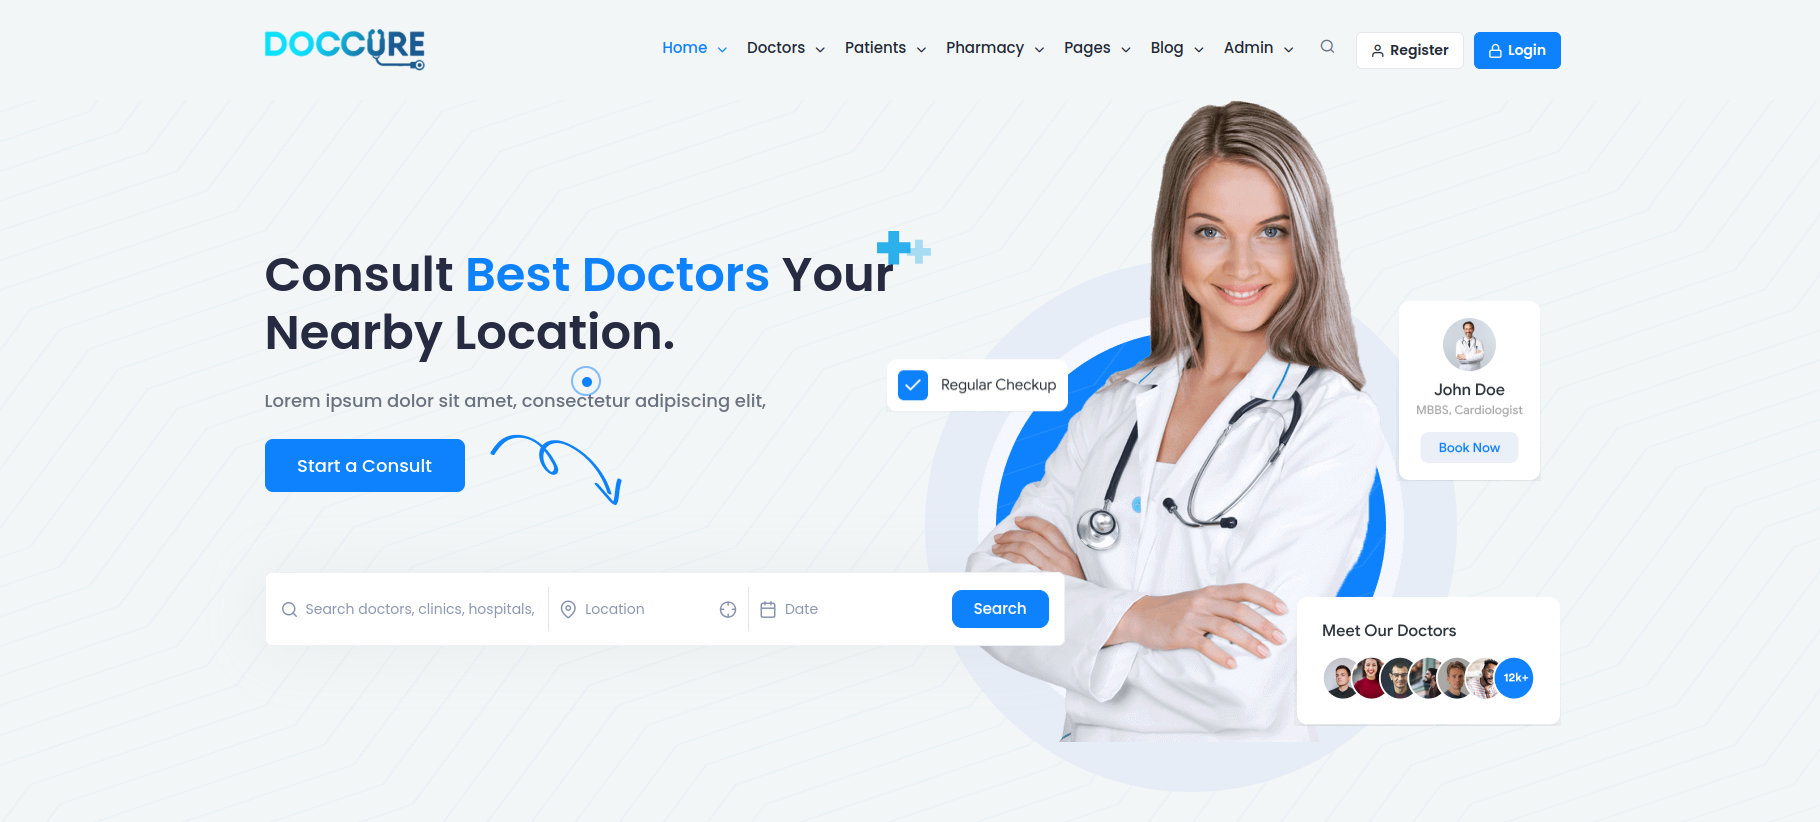 DOCCURE
Home Doctors Patients Pharmacy Pages Blog Admin Register Login
Consult Best Doctors Your
Nearby Location.
Lorem ipsum dolor sit amet, consectetur adipiscing elit,
Start a Consult
Regular Checkup
John Doe
MBBS, Cardiologist
Book Now
Search doctors, clinics, hospitals, Location Date Search
Meet Our Doctors
12k+